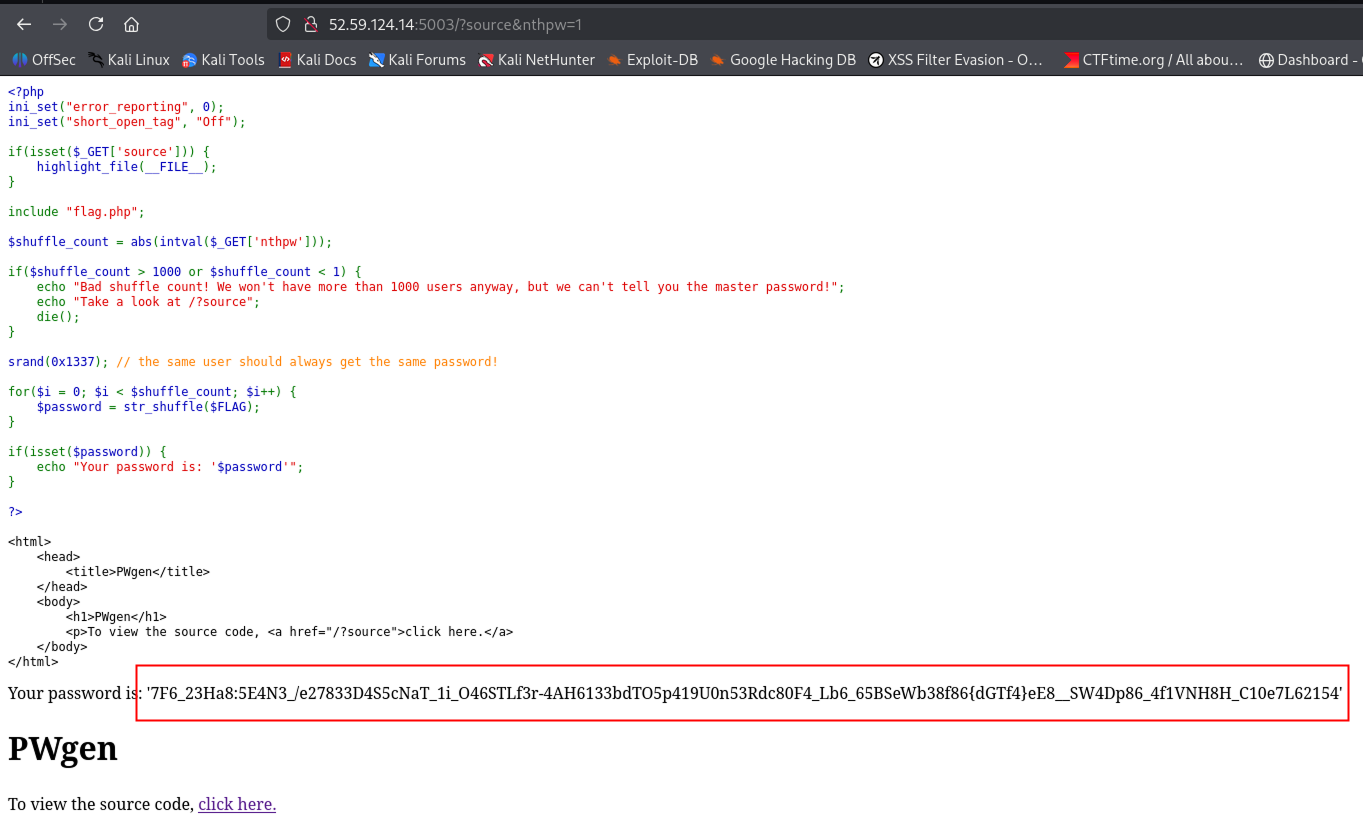 52.59.124.14:5003/?source&nthpw=1
OffSec Kali Linux Kali Tools Kali Docs Kali Forums Kali NetHunter Exploit-DB Google Hacking DB XSS Filter Evasion - O… CTFtime.org / All abou… Dashboard -
<?php
ini_set("error_reporting", 0);
ini_set("short_open_tag", "Off");
if(isset($_GET['source'])) {
    highlight_file(__FILE__);
}
include "flag.php";
$shuffle_count = abs(intval($_GET['nthpw']));
if($shuffle_count > 1000 or $shuffle_count < 1) {
    echo "Bad shuffle count! We won't have more than 1000 users anyway, but we can't tell you the master password!";
    echo "Take a look at /?source";
    die();
}
srand(0x1337); // the same user should always get the same password!
for($i = 0; $i < $shuffle_count; $i++) {
    $password = str_shuffle($FLAG);
}
if(isset($password)) {
    echo "Your password is: '$password'";
}
?>
<html>
    <head>
        <title>PWgen</title>
    </head>
    <body>
        <h1>PWgen</h1>
        <p>To view the source code, <a href="/?source">click here.</a>
    </body>
</html>
Your password is: '7F6_23Ha8:5E4N3_/e27833D4S5cNaT_1i_O46STLf3r-4AH6133bdTO5p419U0n53Rdc80F4_Lb6_65BSeWb38f86{dGTf4}eE8__SW4Dp86_4f1VNH8H_C10e7L62154'
PWgen
To view the source code, click here.